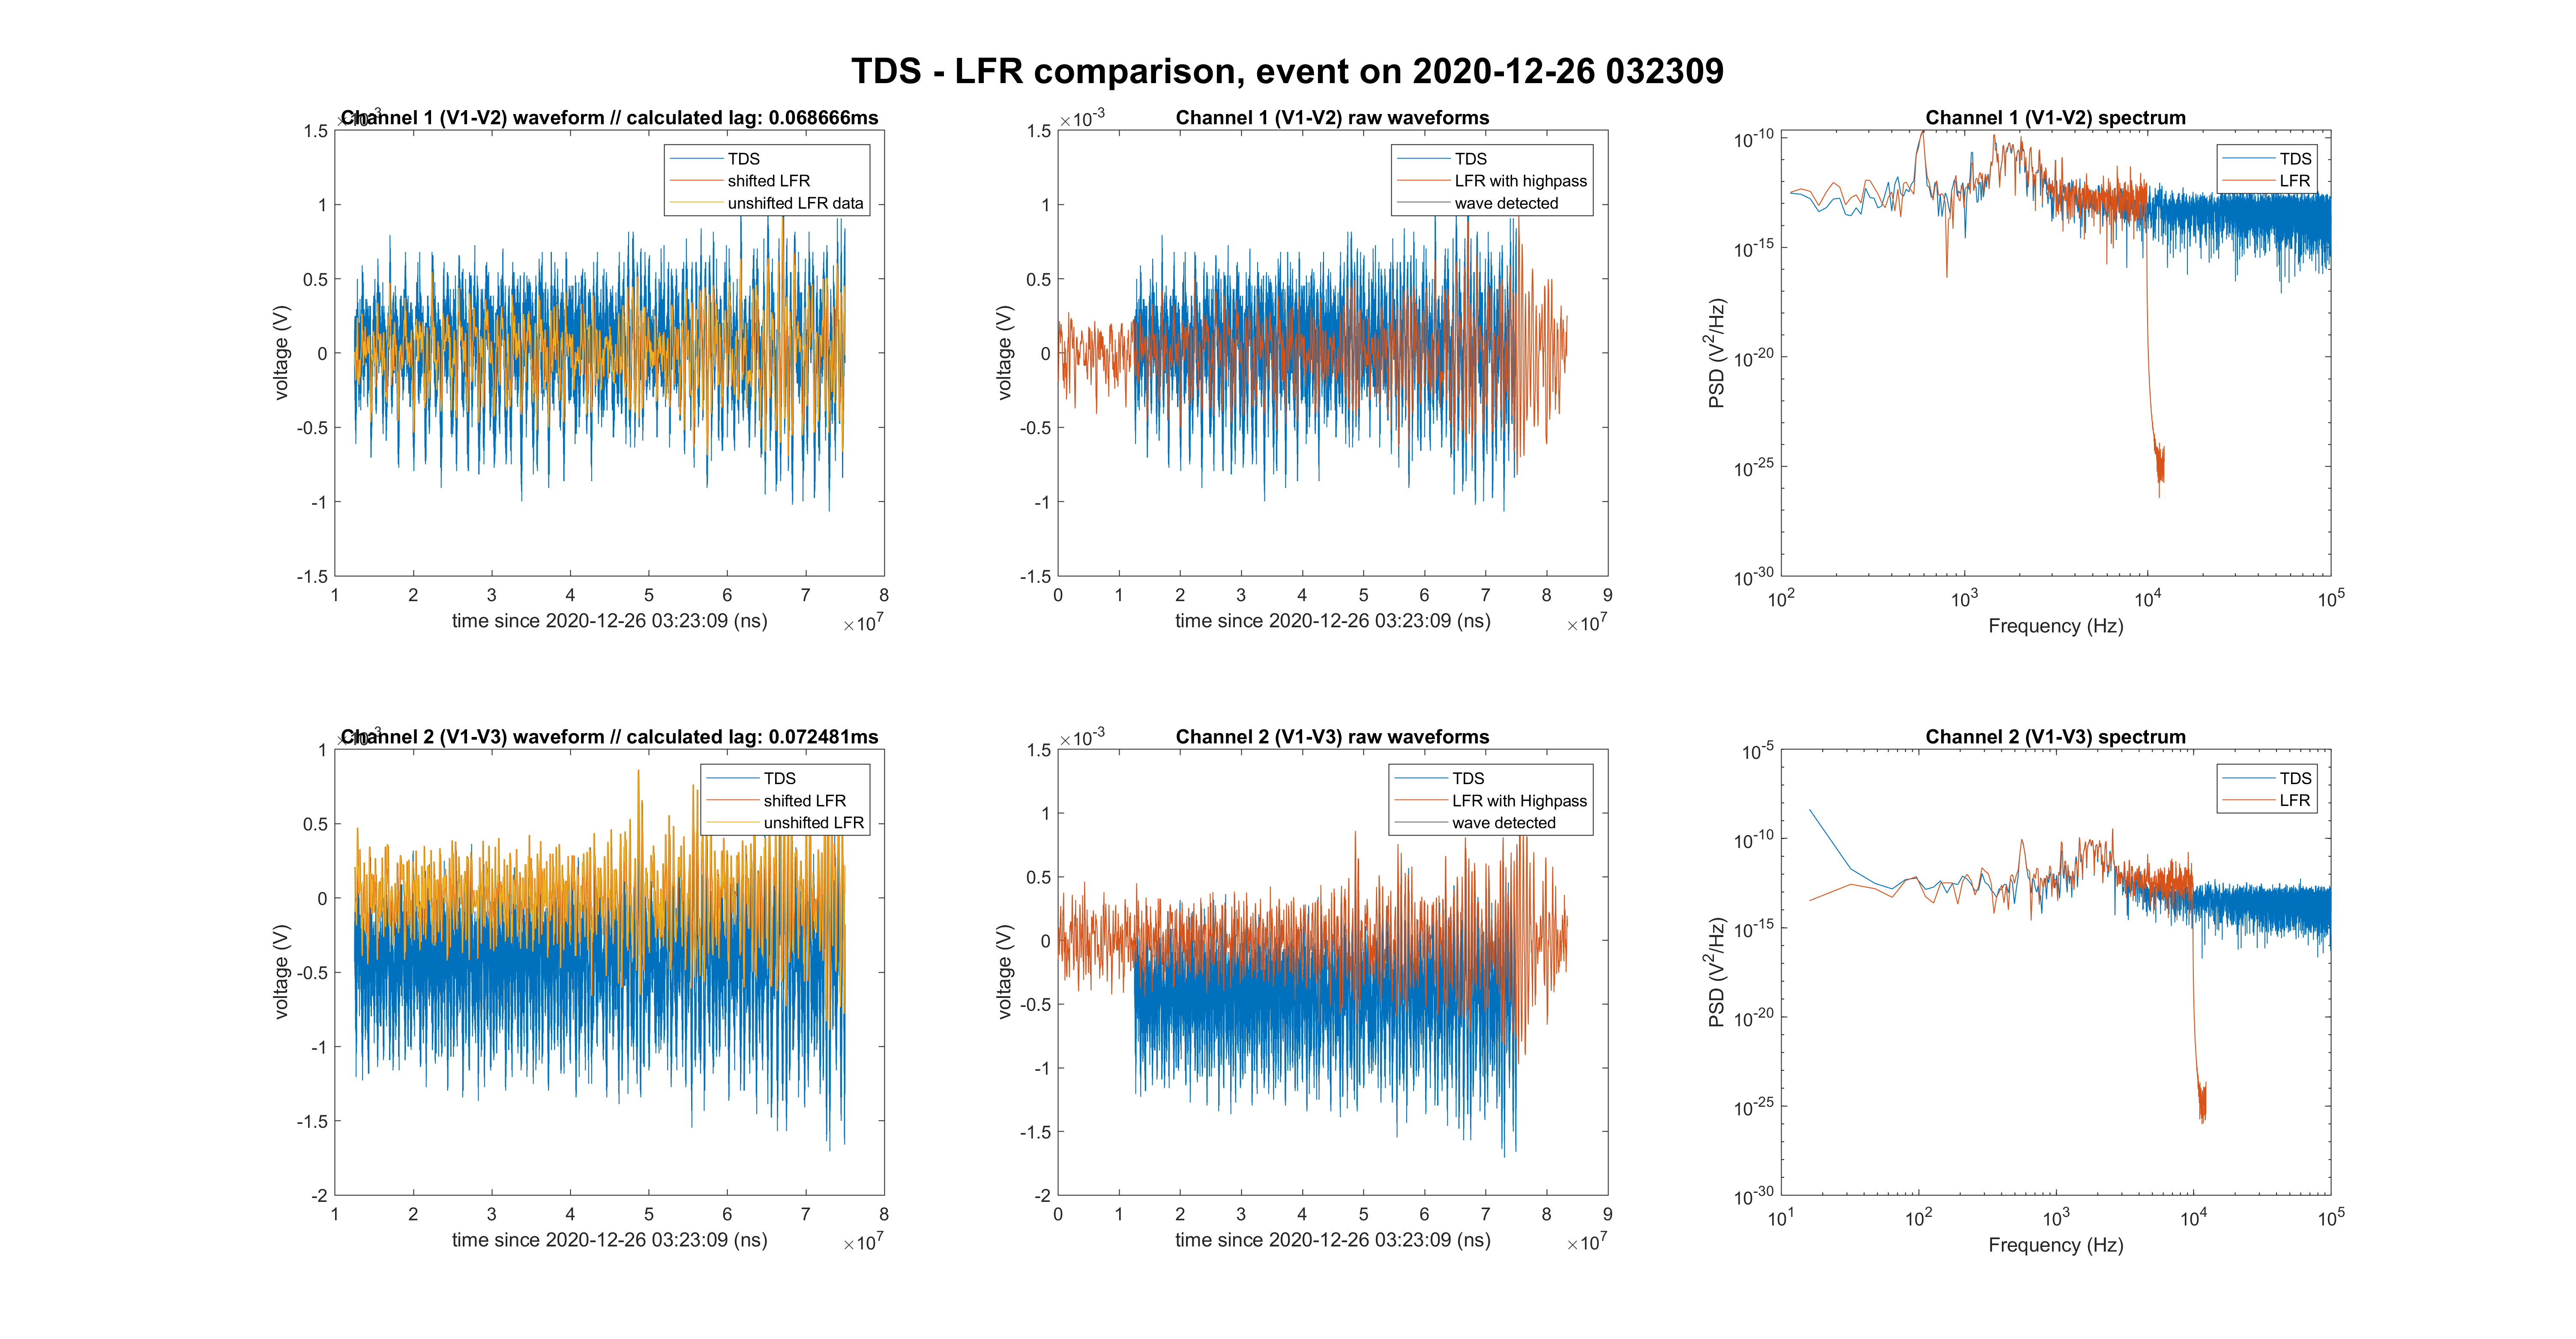 TDS - LFR comparison, event on 2020-12-26 032309
Channel 1 (V1-V2) waveform // calculated lag: 0.068666ms
TDS
shifted LFR
unshifted LFR data
1.5
1
0.5
0
-0.5
-1
-1.5
voltage (V)
1 2 3 4 5 6 7 8
time since 2020-12-26 03:23:09 (ns)
×10^7
Channel 1 (V1-V2) raw waveforms
×10^-3
TDS
LFR with highpass
wave detected
1.5
1
0.5
0
-0.5
-1
-1.5
voltage (V)
0 1 2 3 4 5 6 7 8 9
time since 2020-12-26 03:23:09 (ns)
×10^7
Channel 1 (V1-V2) spectrum
TDS
LFR
10^-10
10^-15
10^-20
10^-25
10^-30
PSD (V^2/Hz)
10^2 10^3 10^4 10^5
Frequency (Hz)
Channel 2 (V1-V3) waveform // calculated lag: 0.072481ms
TDS
shifted LFR
unshifted LFR
1
0.5
0
-0.5
-1
-1.5
-2
voltage (V)
1 2 3 4 5 6 7 8
time since 2020-12-26 03:23:09 (ns)
×10^7
Channel 2 (V1-V3) raw waveforms
×10^-3
TDS
LFR with Highpass
wave detected
1.5
1
0.5
0
-0.5
-1
-1.5
-2
voltage (V)
0 1 2 3 4 5 6 7 8 9
time since 2020-12-26 03:23:09 (ns)
×10^7
Channel 2 (V1-V3) spectrum
TDS
LFR
10^-5
10^-10
10^-15
10^-20
10^-25
10^-30
PSD (V^2/Hz)
10^1 10^2 10^3 10^4 10^5
Frequency (Hz)